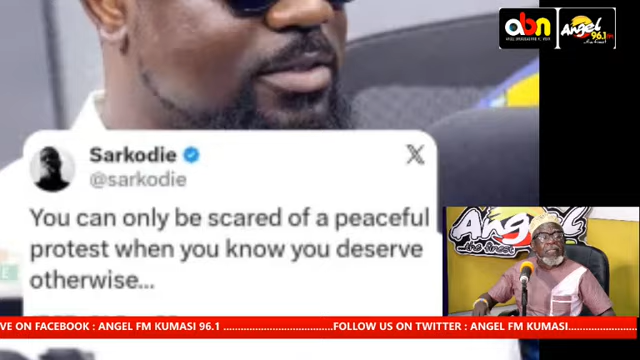 abn
Angel
96.1 FM
Sarkodie
@sarkodie
You can only be scared of a peaceful
protest when you know you deserve
otherwise...
Angel
VE ON FACEBOOK : ANGEL FM KUMASI 96.1 .................................FOLLOW US ON TWITTER : ANGEL FM KUMASI.....................